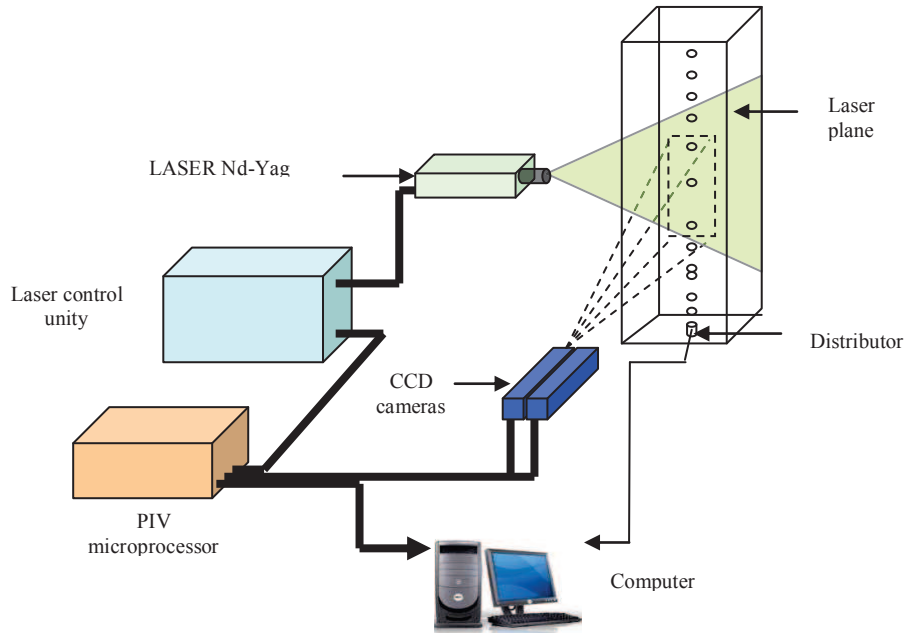 Laser
plane
LASER Nd-Yag
Laser control
unity
Distributor
CCD
cameras
PIV
microprocessor
Computer